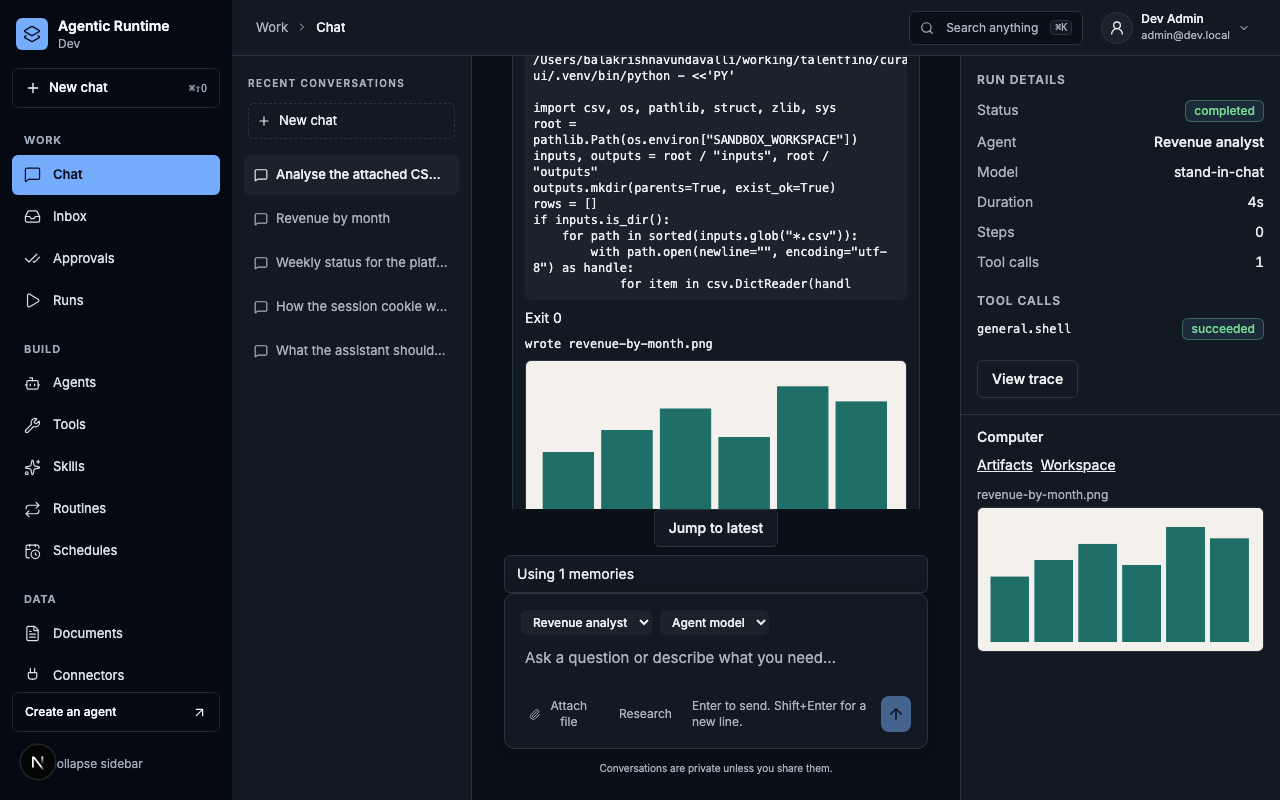 Agentic Runtime
Dev
New chat
⌘⇧O
WORK
Chat
Inbox
Approvals
Runs
BUILD
Agents
Tools
Skills
Routines
Schedules
DATA
Documents
Connectors
Create an agent
N
ollapse sidebar
Work
Chat
Search anything
⌘K
Dev Admin
admin@dev.local
RECENT CONVERSATIONS
New chat
Analyse the attached CS...
Revenue by month
Weekly status for the platf...
How the session cookie w...
What the assistant should...
/Users/balakrishnavundavalli/working/talentfino/cura
ui/.venv/bin/python - <<'PY'
import csv, os, pathlib, struct, zlib, sys
root =
pathlib.Path(os.environ["SANDBOX_WORKSPACE"])
inputs, outputs = root / "inputs", root /
"outputs"
outputs.mkdir(parents=True, exist_ok=True)
rows = []
if inputs.is_dir():
    for path in sorted(inputs.glob("*.csv")):
        with path.open(newline="", encoding="utf-
8") as handle:
            for item in csv.DictReader(handl
Exit 0
wrote revenue-by-month.png
Jump to latest
Using 1 memories
Revenue analyst
Agent model
Ask a question or describe what you need...
Attach
file
Research
Enter to send. Shift+Enter for a
new line.
Conversations are private unless you share them.
RUN DETAILS
Status completed
Agent Revenue analyst
Model stand-in-chat
Duration 4s
Steps 0
Tool calls 1
TOOL CALLS
general.shell succeeded
View trace
Computer
Artifacts Workspace
revenue-by-month.png